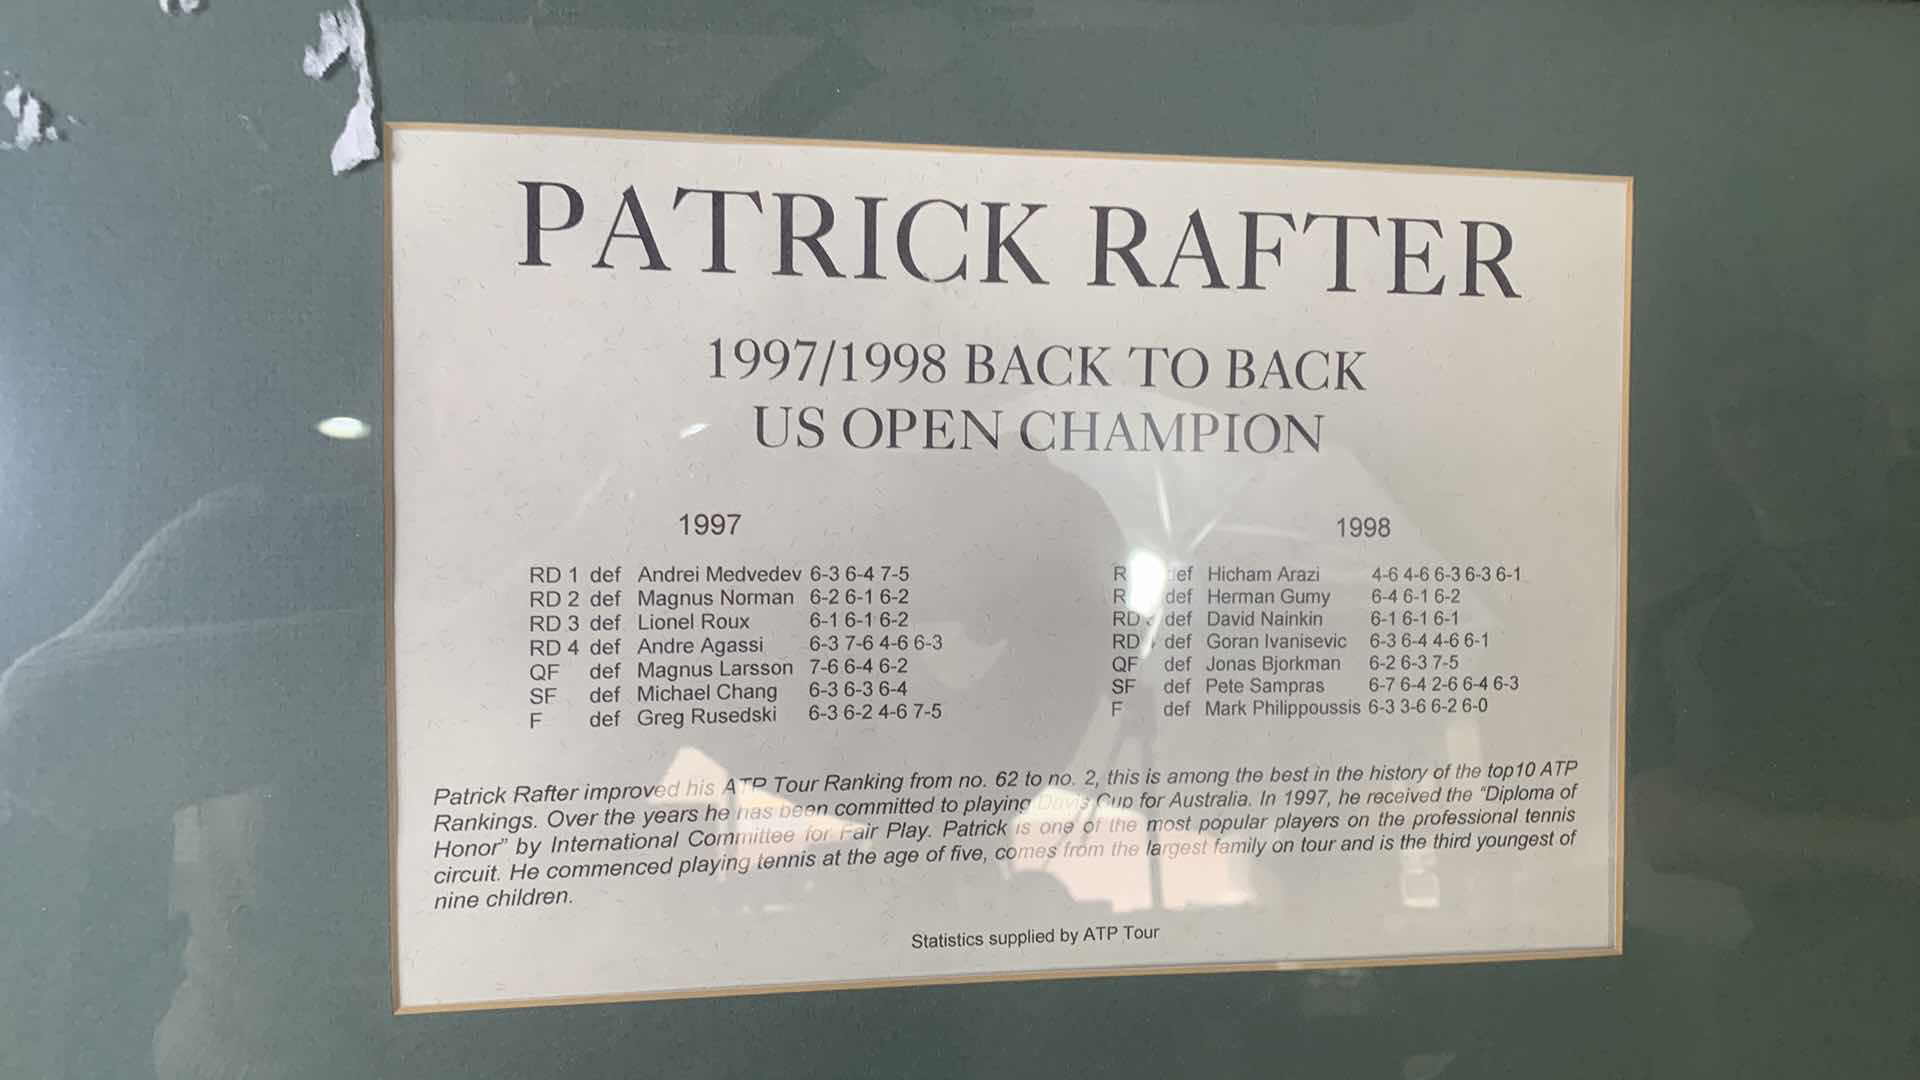 PATRICK RAFTER
1997/1998 BACK TO BACK
US OPEN CHAMPION
1997
RD 1 def Andrei Medvedev 6-3 6-4 7-5
RD 2 def Magnus Norman 6-2 6-1 6-2
RD 3 def Lionel Roux 6-1 6-1 6-2
RD 4 def Andre Agassi 6-3 7-6 4-6 6-3
QF def Magnus Larsson 7-6 6-4 6-2
SF def Michael Chang 6-3 6-3 6-4
F def Greg Rusedski 6-3 6-2 4-6 7-5
1998
R def Hicham Arazi 4-6 4-6 6-3 6-3 6-1
R def Herman Gumy 6-4 6-1 6-2
RD def David Nainkin 6-1 6-1 6-1
RD def Goran Ivanisevic 6-3 6-4 4-6 6-1
QF def Jonas Bjorkman 6-2 6-3 7-5
SF def Pete Sampras 6-7 6-4 2-6 6-4 6-3
F def Mark Philippoussis 6-3 3-6 6-2 6-0
Patrick Rafter improved his ATP Tour Ranking from no. 62 to no. 2, this is among the best in the history of the top10 ATP
Rankings. Over the years he has been committed to playing Davis Cup for Australia. In 1997, he received the “Diploma of
Honor” by International Committee for Fair Play. Patrick is one of the most popular players on the professional tennis
circuit. He commenced playing tennis at the age of five, comes from the largest family on tour and is the third youngest of
nine children.
Statistics supplied by ATP Tour